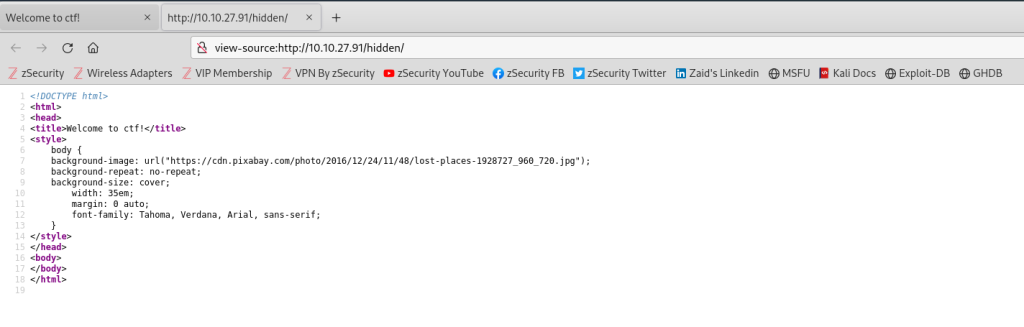 Welcome to ctf! × http://10.10.27.91/hidden/ × +
view-source:http://10.10.27.91/hidden/
zSecurity Wireless Adapters VIP Membership VPN By zSecurity zSecurity YouTube zSecurity FB zSecurity Twitter Zaid's Linkedin MSFU Kali Docs Exploit-DB GHDB
1 <!DOCTYPE html>
2 <html>
3 <head>
4 <title>Welcome to ctf!</title>
5 <style>
6     body {
7     background-image: url("https://cdn.pixabay.com/photo/2016/12/24/11/48/lost-places-1928727_960_720.jpg");
8     background-repeat: no-repeat;
9     background-size: cover;
10         width: 35em;
11         margin: 0 auto;
12         font-family: Tahoma, Verdana, Arial, sans-serif;
13     }
14 </style>
15 </head>
16 <body>
17 </body>
18 </html>
19